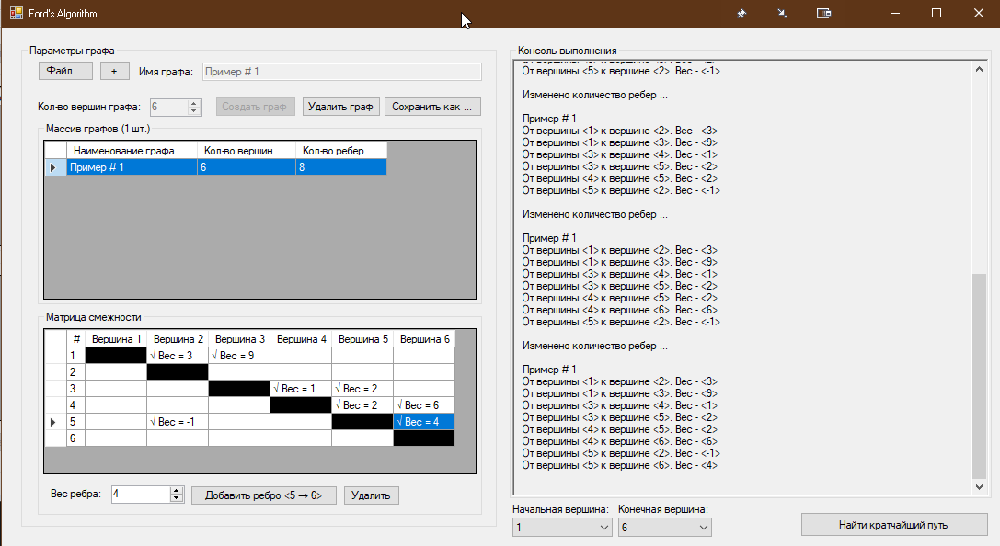 Ford's Algorithm
Параметры графа
Файл ...
+
Имя графа:
Пример # 1
Кол-во вершин графа:
6
Создать граф
Удалить граф
Сохранить как ...
Массив графов (1 шт.)
Наименование графа Кол-во вершин Кол-во ребер
Пример # 1 6 8
Матрица смежности
# Вершина 1 Вершина 2 Вершина 3 Вершина 4 Вершина 5 Вершина 6
1 √ Вес = 3 √ Вес = 9
2
3 √ Вес = 1 √ Вес = 2
4 √ Вес = 2 √ Вес = 6
5 √ Вес = -1 √ Вес = 4
6
Вес ребра:
4
Добавить ребро <5 → 6>
Удалить
Консоль выполнения
От вершины <5> к вершине <2>. Вес - <-1>
Изменено количество ребер ...
Пример # 1
От вершины <1> к вершине <2>. Вес - <3>
От вершины <1> к вершине <3>. Вес - <9>
От вершины <3> к вершине <4>. Вес - <1>
От вершины <3> к вершине <5>. Вес - <2>
От вершины <4> к вершине <5>. Вес - <2>
От вершины <5> к вершине <2>. Вес - <-1>
Изменено количество ребер ...
Пример # 1
От вершины <1> к вершине <2>. Вес - <3>
От вершины <1> к вершине <3>. Вес - <9>
От вершины <3> к вершине <4>. Вес - <1>
От вершины <3> к вершине <5>. Вес - <2>
От вершины <4> к вершине <5>. Вес - <2>
От вершины <4> к вершине <6>. Вес - <6>
От вершины <5> к вершине <2>. Вес - <-1>
Изменено количество ребер ...
Пример # 1
От вершины <1> к вершине <2>. Вес - <3>
От вершины <1> к вершине <3>. Вес - <9>
От вершины <3> к вершине <4>. Вес - <1>
От вершины <3> к вершине <5>. Вес - <2>
От вершины <4> к вершине <5>. Вес - <2>
От вершины <4> к вершине <6>. Вес - <6>
От вершины <5> к вершине <2>. Вес - <-1>
От вершины <5> к вершине <6>. Вес - <4>
Начальная вершина: Конечная вершина:
1 6
Найти кратчайший путь